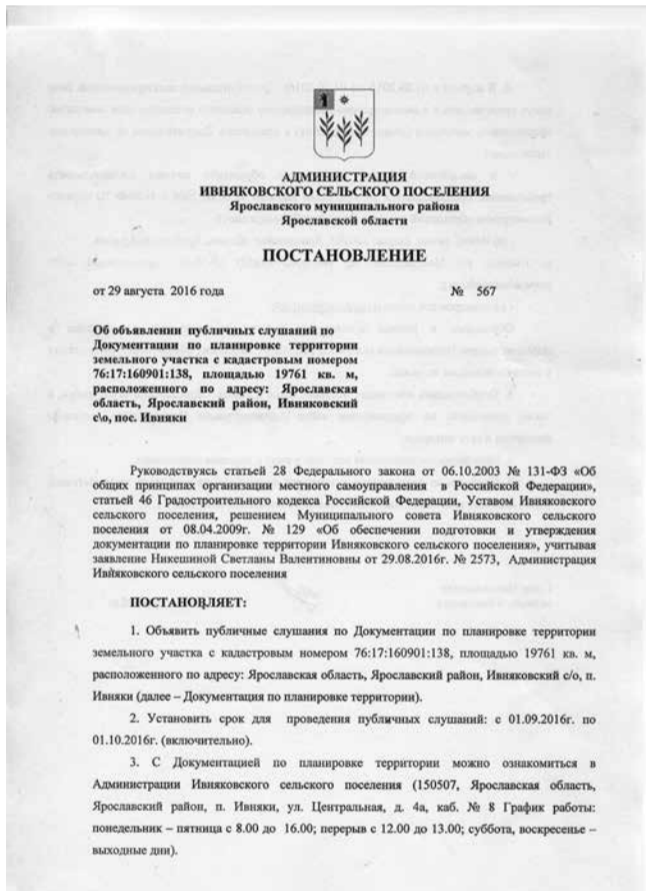 АДМИНИСТРАЦИЯ
ИВНЯКОВСКОГО СЕЛЬСКОГО ПОСЕЛЕНИЯ
Ярославского муниципального района
Ярославской области
ПОСТАНОВЛЕНИЕ
от 29 августа 2016 года № 567
Об объявлении публичных слушаний по
Документации по планировке территории
земельного участка с кадастровым номером
76:17:160901:138, площадью 19761 кв. м,
расположенного по адресу: Ярославская
область, Ярославский район, Ивняковский
с\о, пос. Ивняки
Руководствуясь статьей 28 Федерального закона от 06.10.2003 № 131-ФЗ «Об
общих принципах организации местного самоуправления в Российской Федерации»,
статьей 46 Градостроительного кодекса Российской Федерации, Уставом Ивняковского
сельского поселения, решением Муниципального совета Ивняковского сельского
поселения от 08.04.2009г. № 129 «Об обеспечении подготовки и утверждения
документации по планировке территории Ивняковского сельского поселения», учитывая
заявление Никешиной Светланы Валентиновны от 29.08.2016г. № 2573, Администрация
Ивняковского сельского поселения
ПОСТАНОВЛЯЕТ:
1. Объявить публичные слушания по Документации по планировке территории
земельного участка с кадастровым номером 76:17:160901:138, площадью 19761 кв. м,
расположенного по адресу: Ярославская область, Ярославский район, Ивняковский с/о, п.
Ивняки (далее – Документация по планировке территории).
2. Установить срок для проведения публичных слушаний: с 01.09.2016г. по
01.10.2016г. (включительно).
3. С Документацией по планировке территории можно ознакомиться в
Администрации Ивняковского сельского поселения (150507, Ярославская область,
Ярославский район, п. Ивняки, ул. Центральная, д. 4а, каб. № 8 График работы:
понедельник – пятница с 8.00 до 16.00; перерыв с 12.00 до 13.00; суббота, воскресенье –
выходные дни).